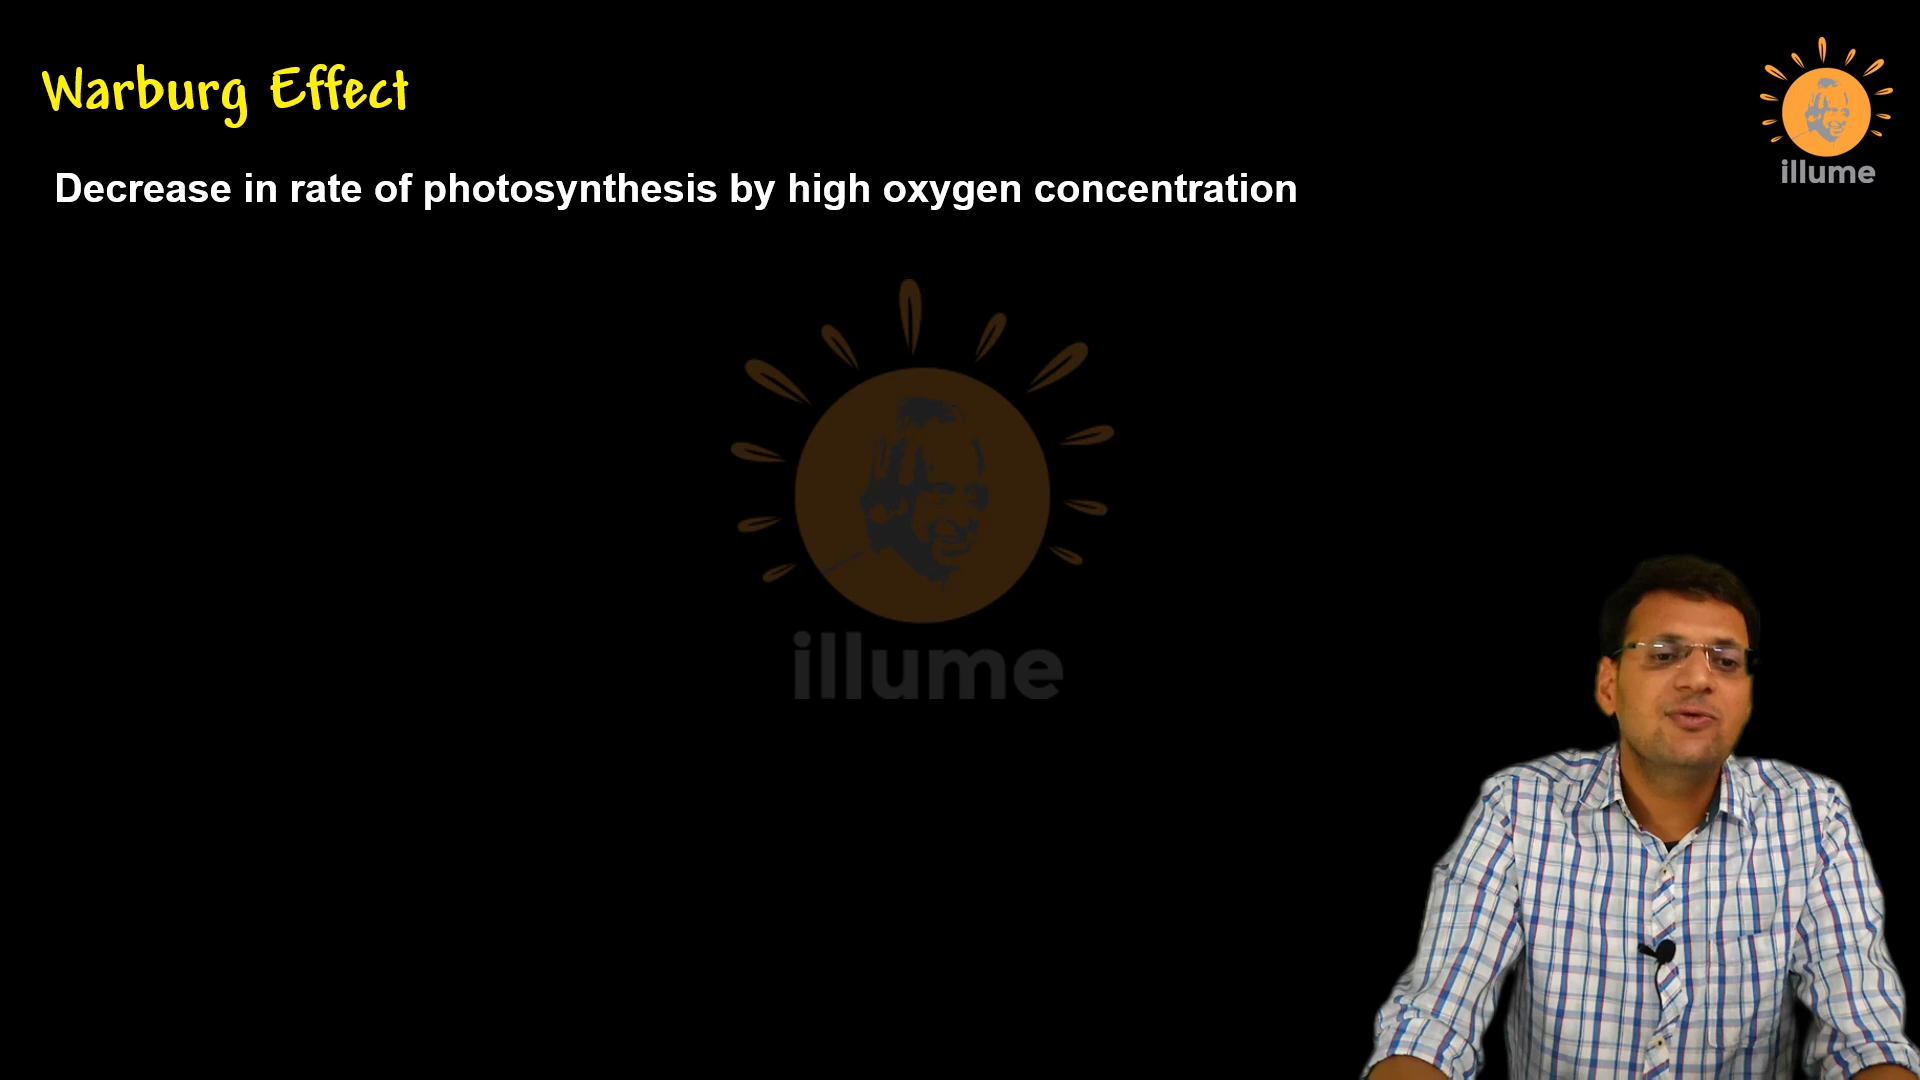 Warburg Effect
illume
Decrease in rate of photosynthesis by high oxygen concentration
illume